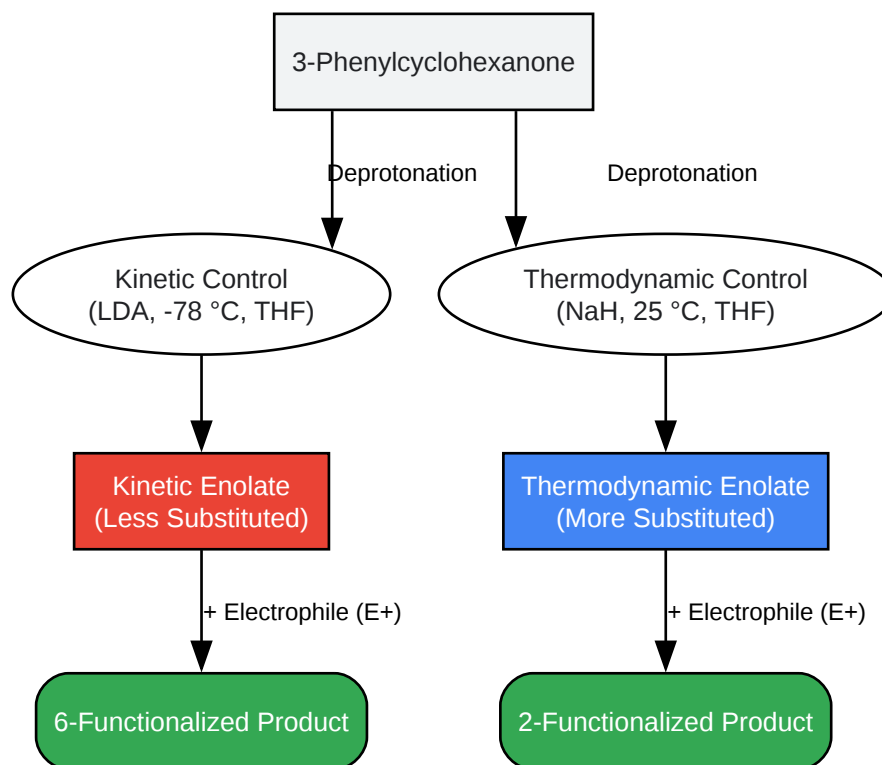 3-Phenylcyclohexanone
Deprotonation
Deprotonation
Kinetic Control
(LDA, -78 °C, THF)
Thermodynamic Control
(NaH, 25 °C, THF)
Kinetic Enolate
(Less Substituted)
Thermodynamic Enolate
(More Substituted)
+ Electrophile (E+)
+ Electrophile (E+)
6-Functionalized Product
2-Functionalized Product